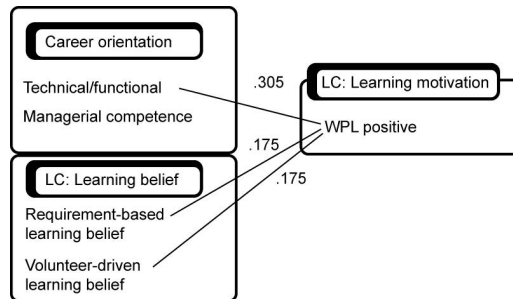 Career orientation
Technical/functional
Managerial competence
.305
LC: Learning motivation
WPL positive
.175
LC: Learning belief
.175
Requirement-based
learning belief
Volunteer-driven
learning belief